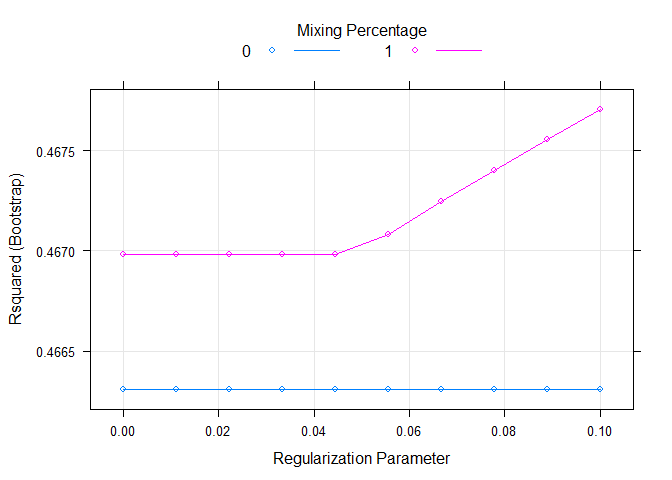 Mixing Percentage
0 1
Rsquared (Bootstrap)
0.4675
0.4670
0.4665
0.00 0.02 0.04 0.06 0.08 0.10
Regularization Parameter